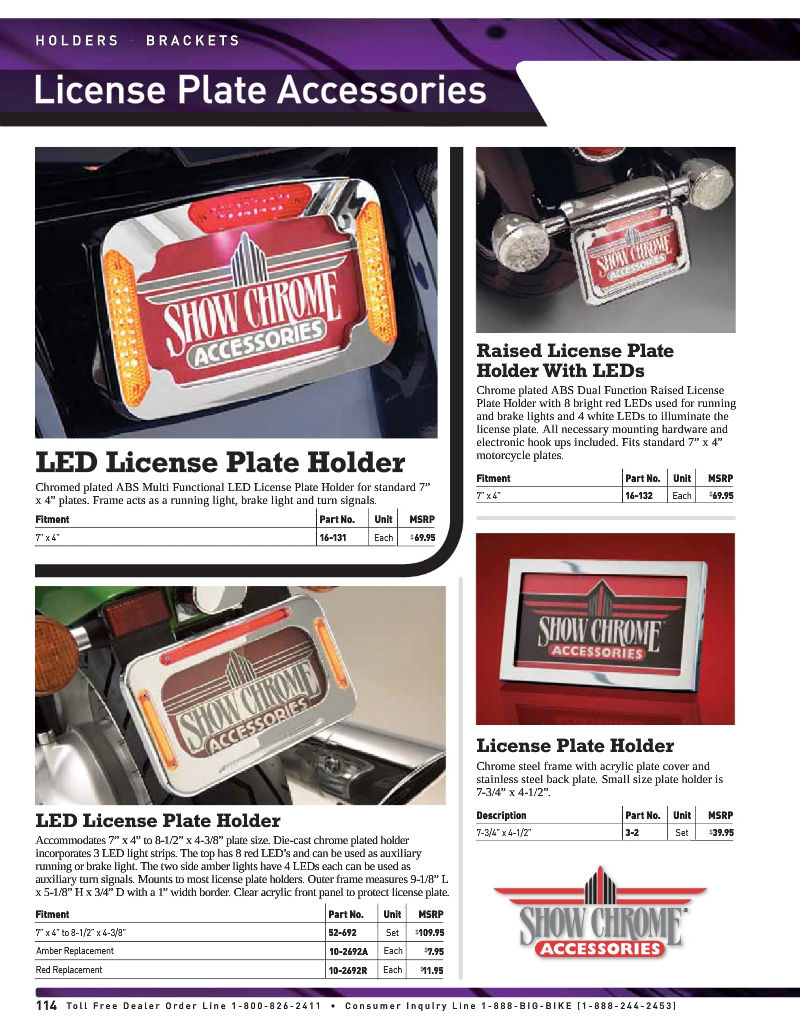 HOLDERS · BRACKETS
License Plate Accessories
SHOW CHROME
ACCESSORIES
LED License Plate Holder
Chromed plated ABS Multi Functional LED License Plate Holder for standard 7”
x 4” plates. Frame acts as a running light, brake light and turn signals.
Fitment Part No. Unit MSRP
7" x 4" 16-131 Each $69.95
SHOW CHROME
ACCESSORIES
Raised License Plate
Holder With LEDs
Chrome plated ABS Dual Function Raised License
Plate Holder with 8 bright red LEDs used for running
and brake lights and 4 white LEDs to illuminate the
license plate. All necessary mounting hardware and
electronic hook ups included. Fits standard 7” x 4”
motorcycle plates.
Fitment Part No. Unit MSRP
7" x 4" 16-132 Each $69.95
SHOW CHROME
ACCESSORIES
LED License Plate Holder
Accommodates 7” x 4” to 8-1/2” x 4-3/8” plate size. Die-cast chrome plated holder
incorporates 3 LED light strips. The top has 8 red LED’s and can be used as auxiliary
running or brake light. The two side amber lights have 4 LEDs each can be used as
auxiliary turn signals. Mounts to most license plate holders. Outer frame measures 9-1/8” L
x 5-1/8” H x 3/4” D with a 1” width border. Clear acrylic front panel to protect license plate.
Fitment Part No. Unit MSRP
7" x 4" to 8-1/2" x 4-3/8" 52-692 Set $109.95
Amber Replacement 10-2692A Each $7.95
Red Replacement 10-2692R Each $11.95
SHOW CHROME
ACCESSORIES
License Plate Holder
Chrome steel frame with acrylic plate cover and
stainless steel back plate. Small size plate holder is
7-3/4” x 4-1/2”.
Description Part No. Unit MSRP
7-3/4" x 4-1/2" 3-2 Set $39.95
SHOW CHROME
ACCESSORIES
114 Toll Free Dealer Order Line 1-800-826-2411 • Consumer Inquiry Line 1-888-BIG-BIKE (1-888-244-2453)